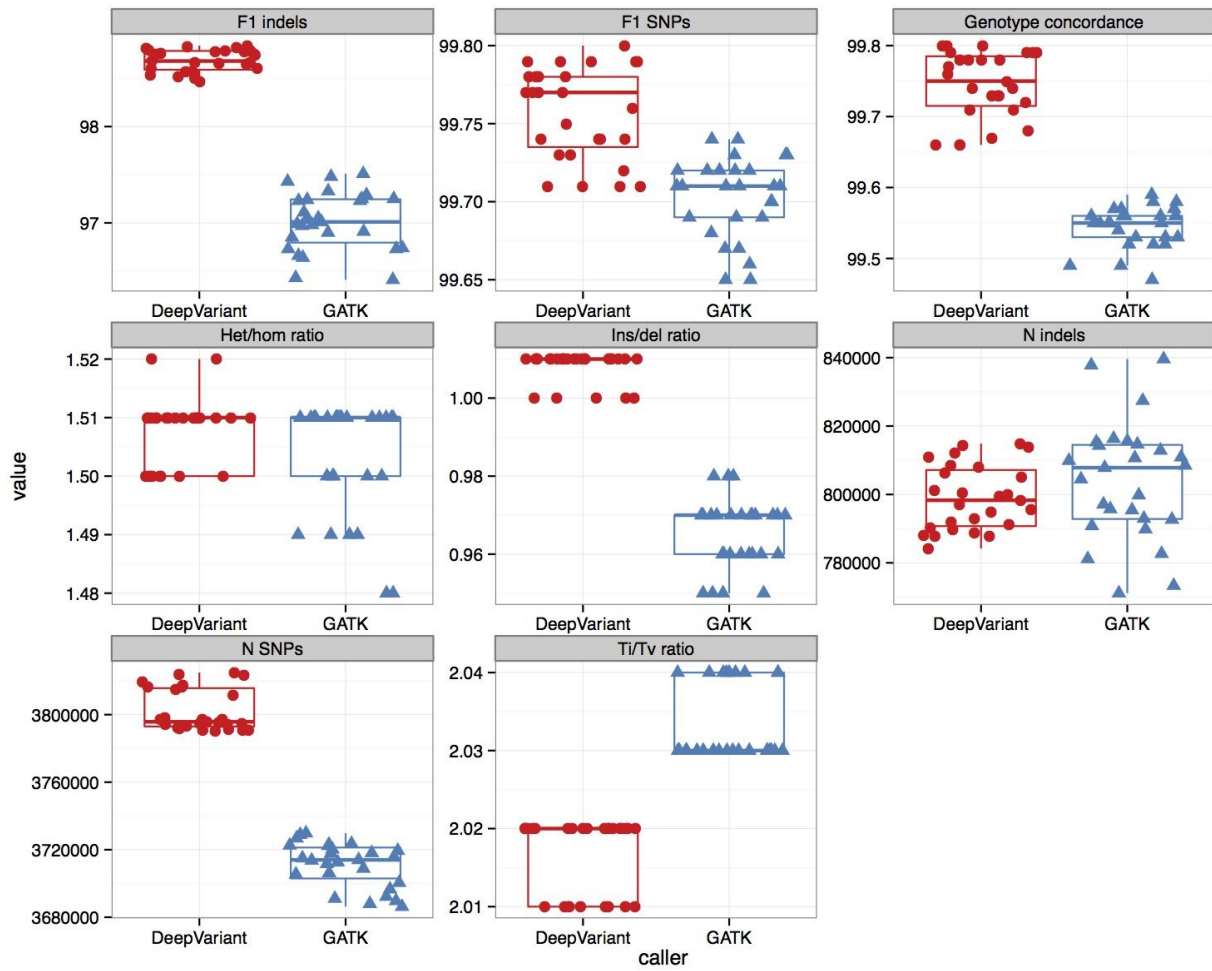 F1 indels
98
97
DeepVariant GATK
F1 SNPs
99.80
99.75
99.70
99.65
DeepVariant GATK
Genotype concordance
99.8
99.7
99.6
99.5
DeepVariant GATK
Het/hom ratio
1.52
1.51
1.50
1.49
1.48
DeepVariant GATK
Ins/del ratio
1.00
0.98
0.96
DeepVariant GATK
N indels
840000
820000
800000
780000
DeepVariant GATK
N SNPs
3800000
3760000
3720000
3680000
DeepVariant GATK
Ti/Tv ratio
2.04
2.03
2.02
2.01
DeepVariant GATK
value
caller